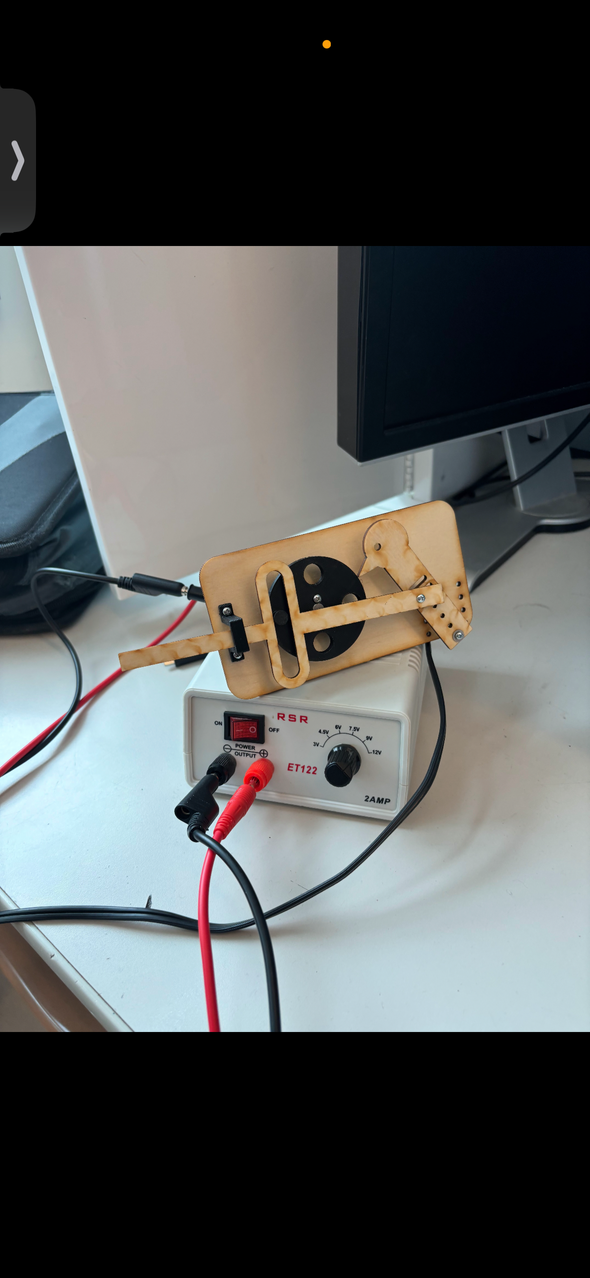 RSR
ON
OFF
POWER
OUTPUT
ET122
3V
4.5V
6V
7.5V
9V
12V
2AMP